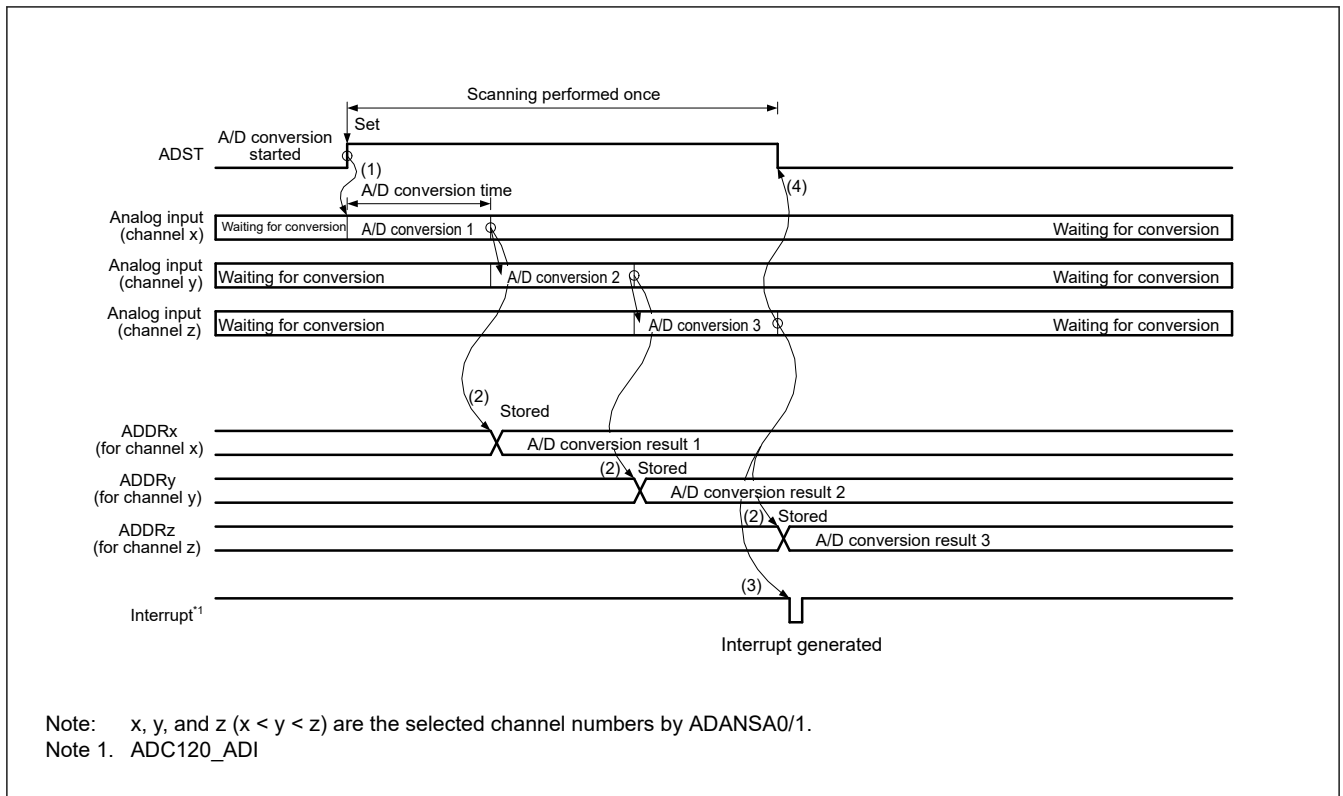 Scanning performed once
Set
A/D conversion
started
ADST
(1)
(4)
A/D conversion time
Analog input
(channel x)
Waiting for conversion
A/D conversion 1
Waiting for conversion
Analog input
(channel y)
Waiting for conversion
A/D conversion 2
Waiting for conversion
Analog input
(channel z)
Waiting for conversion
A/D conversion 3
Waiting for conversion
(2)
Stored
ADDRx
(for channel x)
A/D conversion result 1
(2)
Stored
ADDRy
(for channel y)
A/D conversion result 2
(2)
Stored
ADDRz
(for channel z)
A/D conversion result 3
(3)
Interrupt*1
Interrupt generated
Note: x, y, and z (x < y < z) are the selected channel numbers by ADANSA0/1.
Note 1. ADC120_ADI